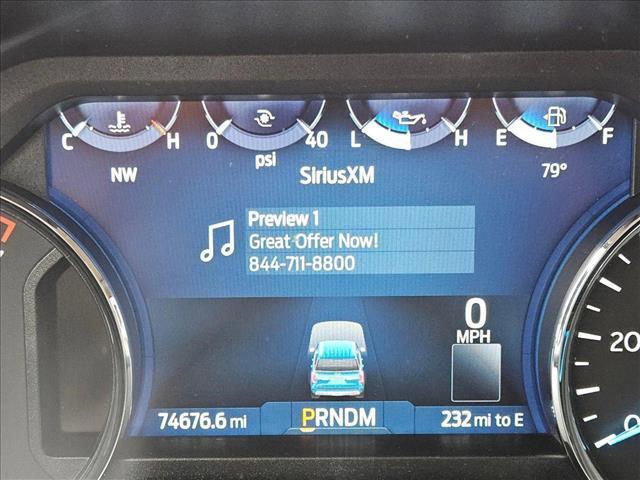 C H 0 40 L H E F
psi
NW SiriusXM 79°
Preview 1
Great Offer Now!
844-711-8800
0
MPH
20
74676.6 mi PRNDM 232 mi to E
0